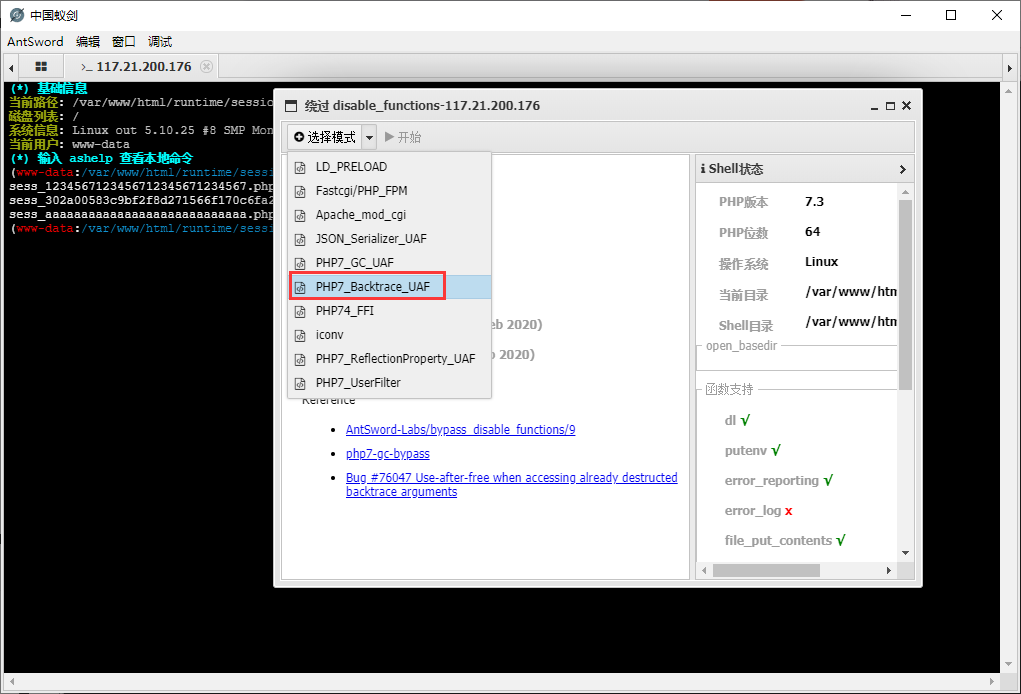 中国蚁剑
AntSword 编辑 窗口 调试
>_ 117.21.200.176
(*) 基础信息
当前路径: /var/www/html/runtime/sessio
磁盘列表: /
系统信息: Linux out 5.10.25 #8 SMP Mon
当前用户: www-data
(*) 输入 ashelp 查看本地命令
(www-data:/var/www/html/runtime/sessi
sess_1234567123456712345671234567.php
sess_302a00583c9bf2f8d271566f170c6fa2
(www-data:/var/www/html/runtime/sessi
绕过 disable_functions-117.21.200.176
选择模式 开始
LD_PRELOAD
Fastcgi/PHP_FPM
Apache_mod_cgi
JSON_Serializer_UAF
PHP7_GC_UAF
PHP7_Backtrace_UAF
PHP74_FFI
iconv
PHP7_ReflectionProperty_UAF
PHP7_UserFilter
eb 2020)
b 2020)
Reference
AntSword-Labs/bypass_disable_functions/9
php7-gc-bypass
Bug #76047 Use-after-free when accessing already destructed
backtrace arguments
Shell状态
PHP版本 7.3
PHP位数 64
操作系统 Linux
当前目录 /var/www/htm
Shell目录 /var/www/htm
open_basedir
函数支持
dl √
putenv √
error_reporting √
error_log x
file_put_contents √